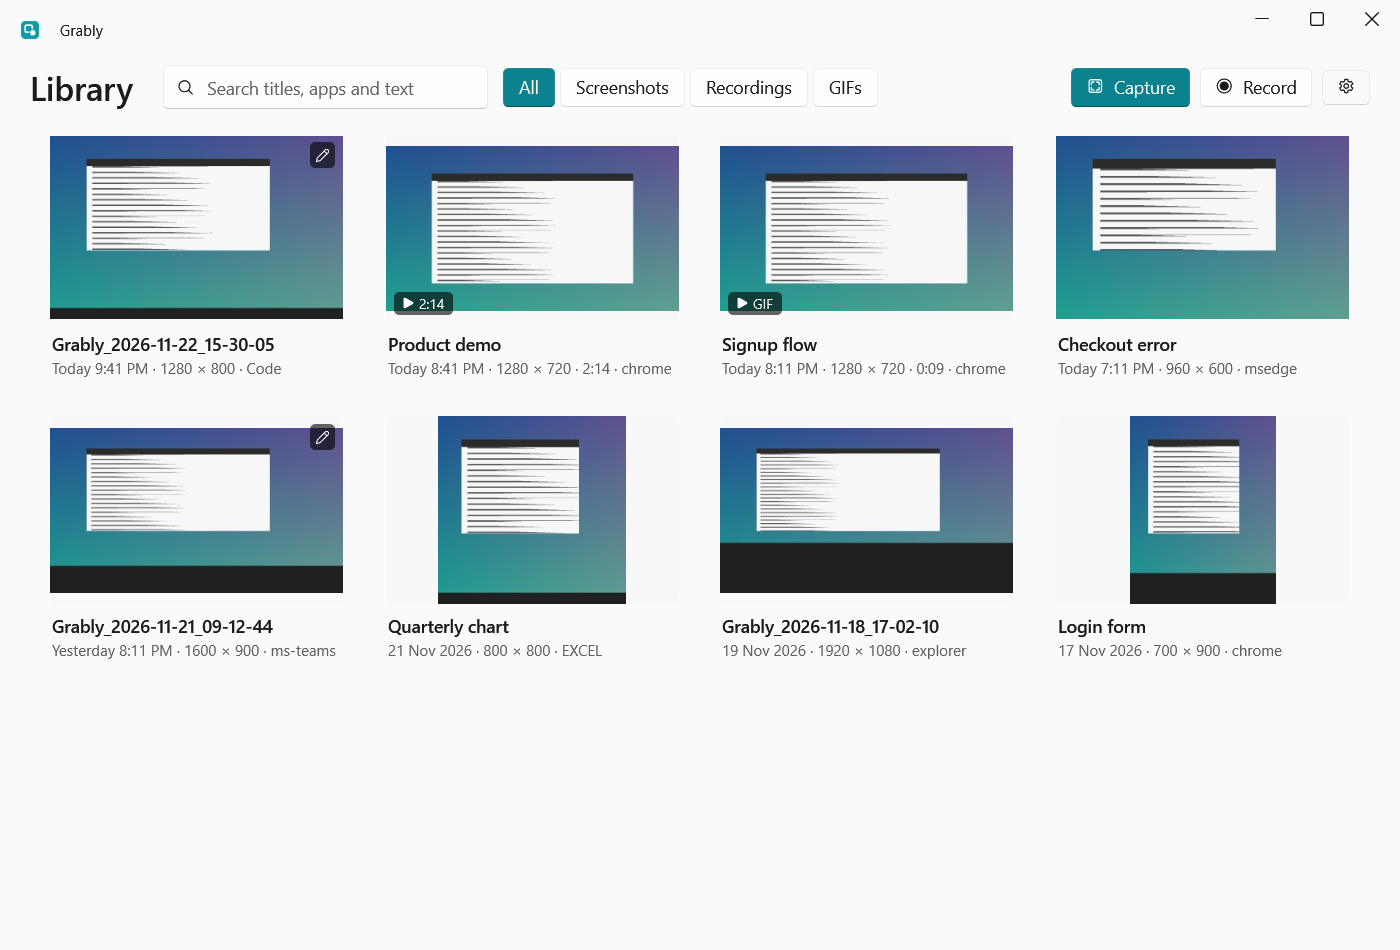 Grably
Library
Search titles, apps and text
All
Screenshots
Recordings
GIFs
Capture
Record
2:14
GIF
Grably_2026-11-22_15-30-05
Today 9:41 PM · 1280 × 800 · Code
Product demo
Today 8:41 PM · 1280 × 720 · 2:14 · chrome
Signup flow
Today 8:11 PM · 1280 × 720 · 0:09 · chrome
Checkout error
Today 7:11 PM · 960 × 600 · msedge
Grably_2026-11-21_09-12-44
Yesterday 8:11 PM · 1600 × 900 · ms-teams
Quarterly chart
21 Nov 2026 · 800 × 800 · EXCEL
Grably_2026-11-18_17-02-10
19 Nov 2026 · 1920 × 1080 · explorer
Login form
17 Nov 2026 · 700 × 900 · chrome